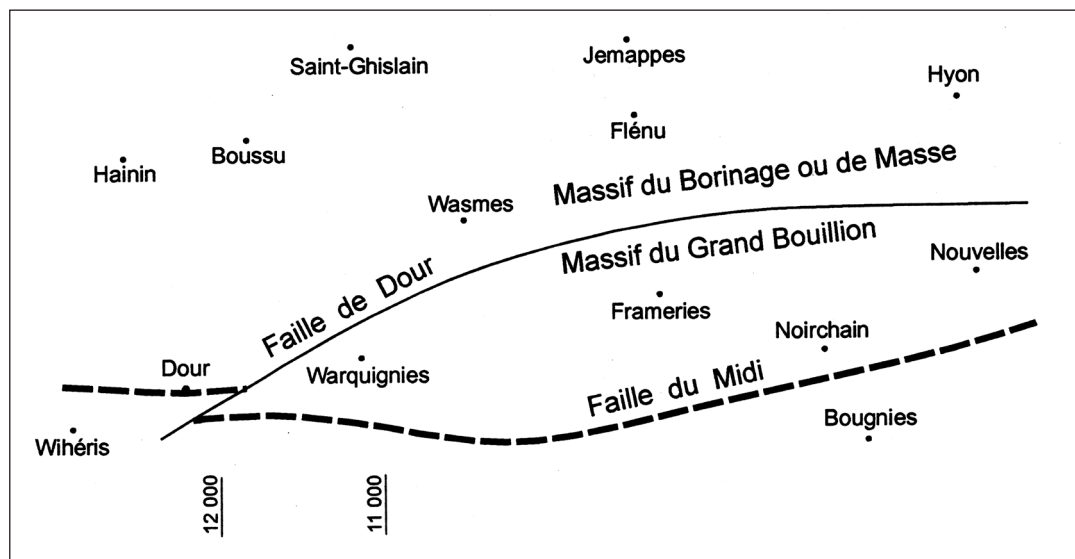 Saint-Ghislain
Jemappes
Hyon
Flénu
Boussu
Hainin
Massif du Borinage ou de Masse
Wasmes
Massif du Grand Bouillion
Nouvelles
Faille de Dour
Frameries
Noirchain
Dour
Warquignies
Faille du Midi
Bougnies
Wihéris
12 000
11 000